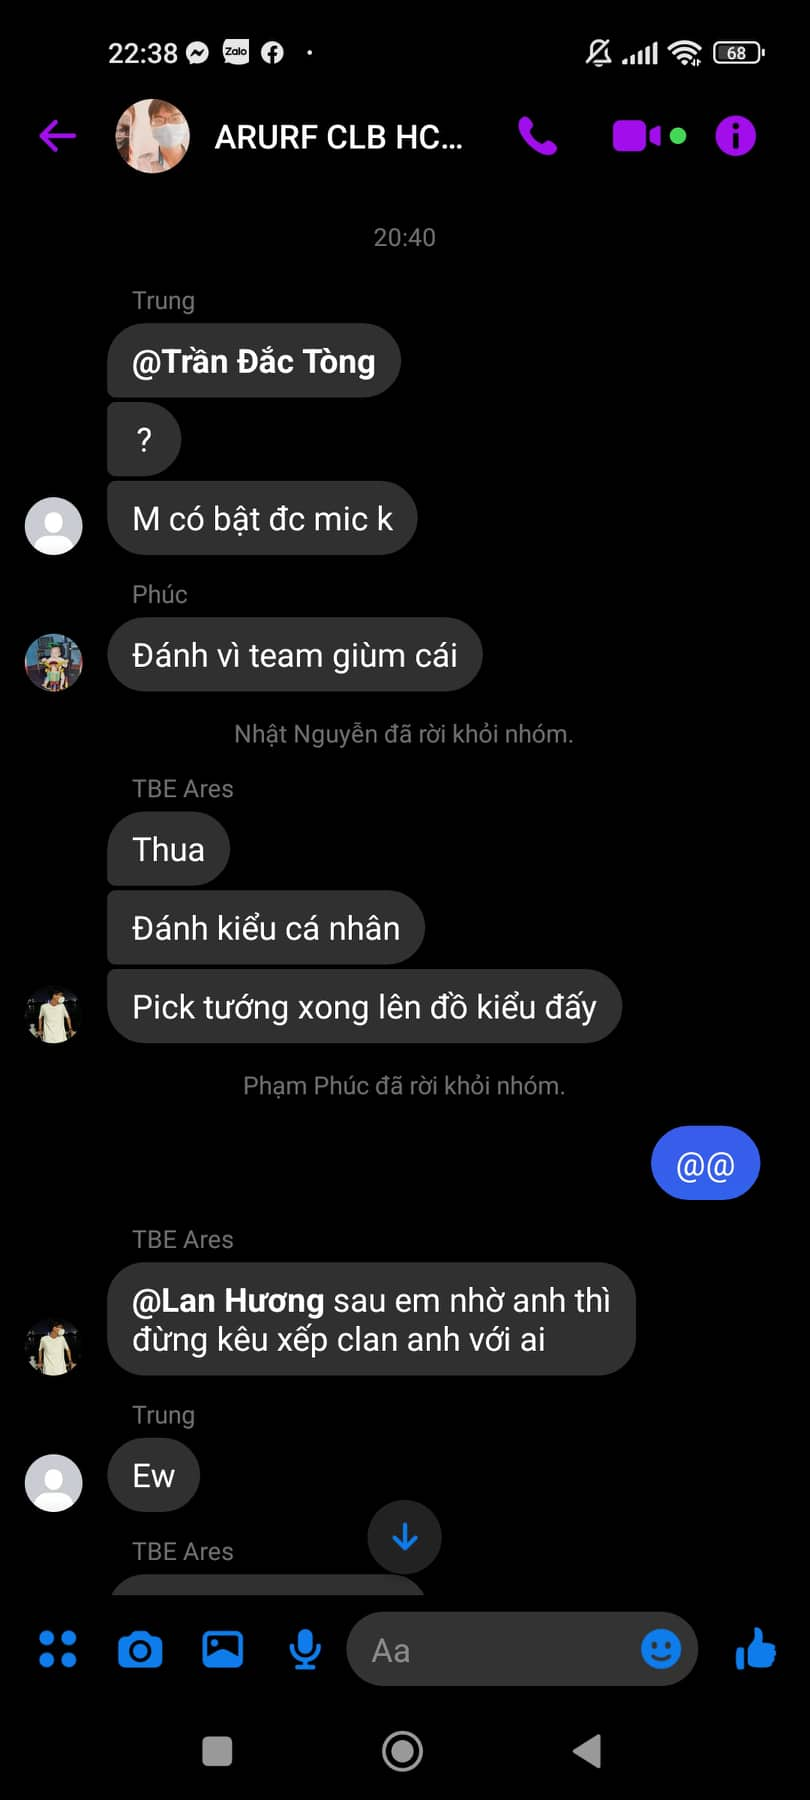 22:38
Zalo
68
ARURF CLB HC...
20:40
Trung
@Trần Đắc Tòng
?
M có bật đc mic k
Phúc
Đánh vì team giùm cái
Nhật Nguyễn đã rời khỏi nhóm.
TBE Ares
Thua
Đánh kiểu cá nhân
Pick tướng xong lên đồ kiểu đấy
Phạm Phúc đã rời khỏi nhóm.
@@
TBE Ares
@Lan Hương sau em nhờ anh thì
đừng kêu xếp clan anh với ai
Trung
Ew
TBE Ares
Aa